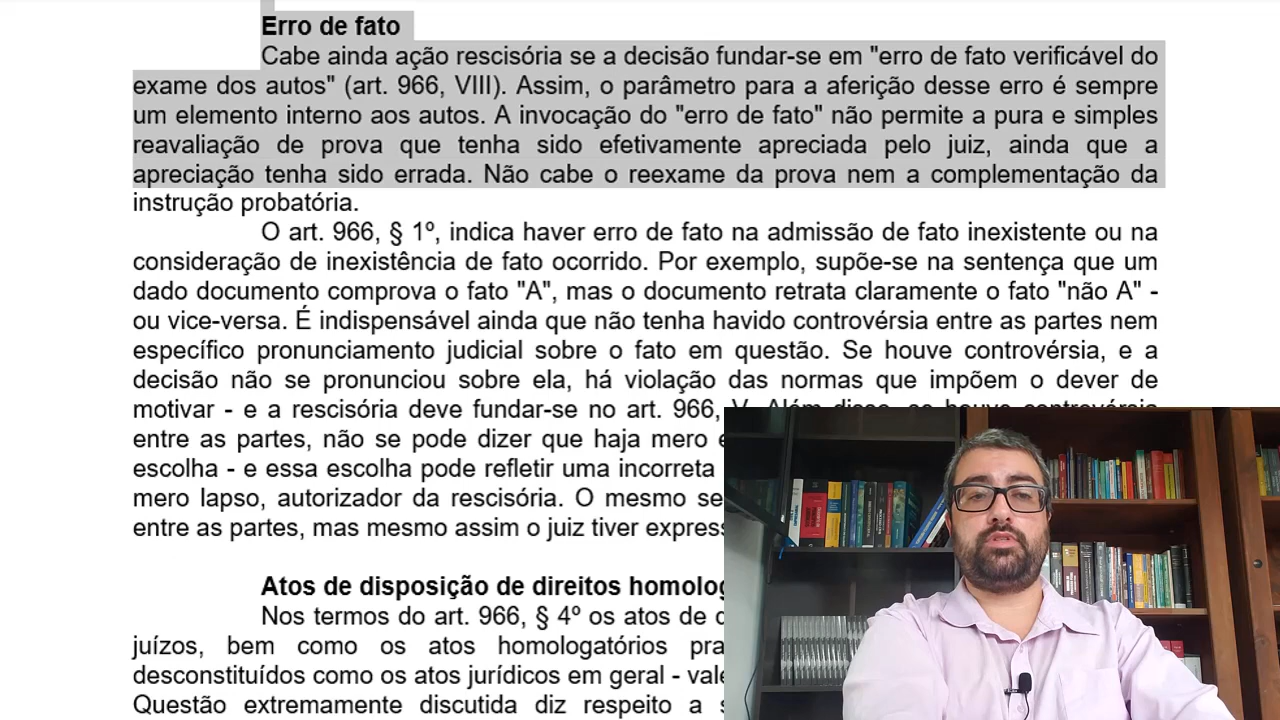 Erro de fato
Cabe ainda ação rescisória se a decisão fundar-se em "erro de fato verificável do
exame dos autos" (art. 966, VIII). Assim, o parâmetro para a aferição desse erro é sempre
um elemento interno aos autos. A invocação do "erro de fato" não permite a pura e simples
reavaliação de prova que tenha sido efetivamente apreciada pelo juiz, ainda que a
apreciação tenha sido errada. Não cabe o reexame da prova nem a complementação da
instrução probatória.
O art. 966, § 1º, indica haver erro de fato na admissão de fato inexistente ou na
consideração de inexistência de fato ocorrido. Por exemplo, supõe-se na sentença que um
dado documento comprova o fato "A", mas o documento retrata claramente o fato "não A" -
ou vice-versa. É indispensável ainda que não tenha havido controvérsia entre as partes nem
específico pronunciamento judicial sobre o fato em questão. Se houve controvérsia, e a
decisão não se pronunciou sobre ela, há violação das normas que impõem o dever de
motivar - e a rescisória deve fundar-se no art. 966, V. Além disso, se houve controvérsia
entre as partes, não se pode dizer que haja mero
escolha - e essa escolha pode refletir uma incorreta
mero lapso, autorizador da rescisória. O mesmo se
entre as partes, mas mesmo assim o juiz tiver
Atos de disposição de direitos
Nos termos do art. 966, § 4º os atos de
juízos, bem como os atos homologatórios
desconstituídos como os atos jurídicos em geral -
Questão extremamente discutida diz respeito a